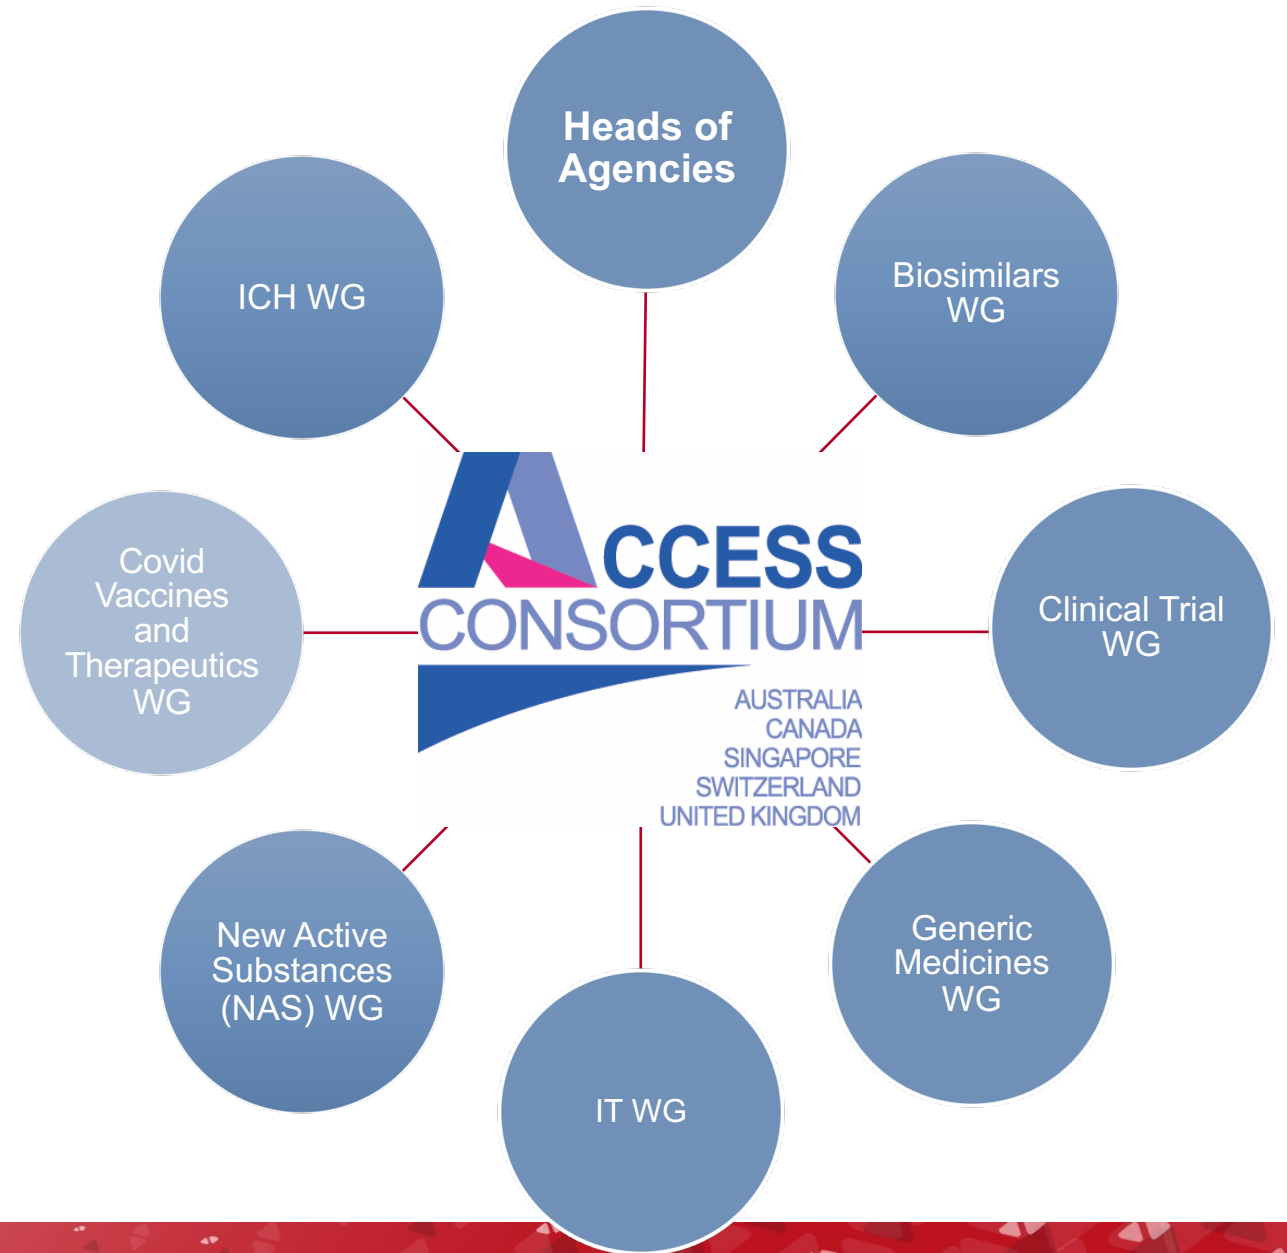 Heads of
Agencies
ICH WG
Biosimilars
WG
Covid
Vaccines
and
Therapeutics
WG
ACCESS
CONSORTIUM
AUSTRALIA
CANADA
SINGAPORE
SWITZERLAND
UNITED KINGDOM
Clinical Trial
WG
New Active
Substances
(NAS) WG
Generic
Medicines
WG
IT WG